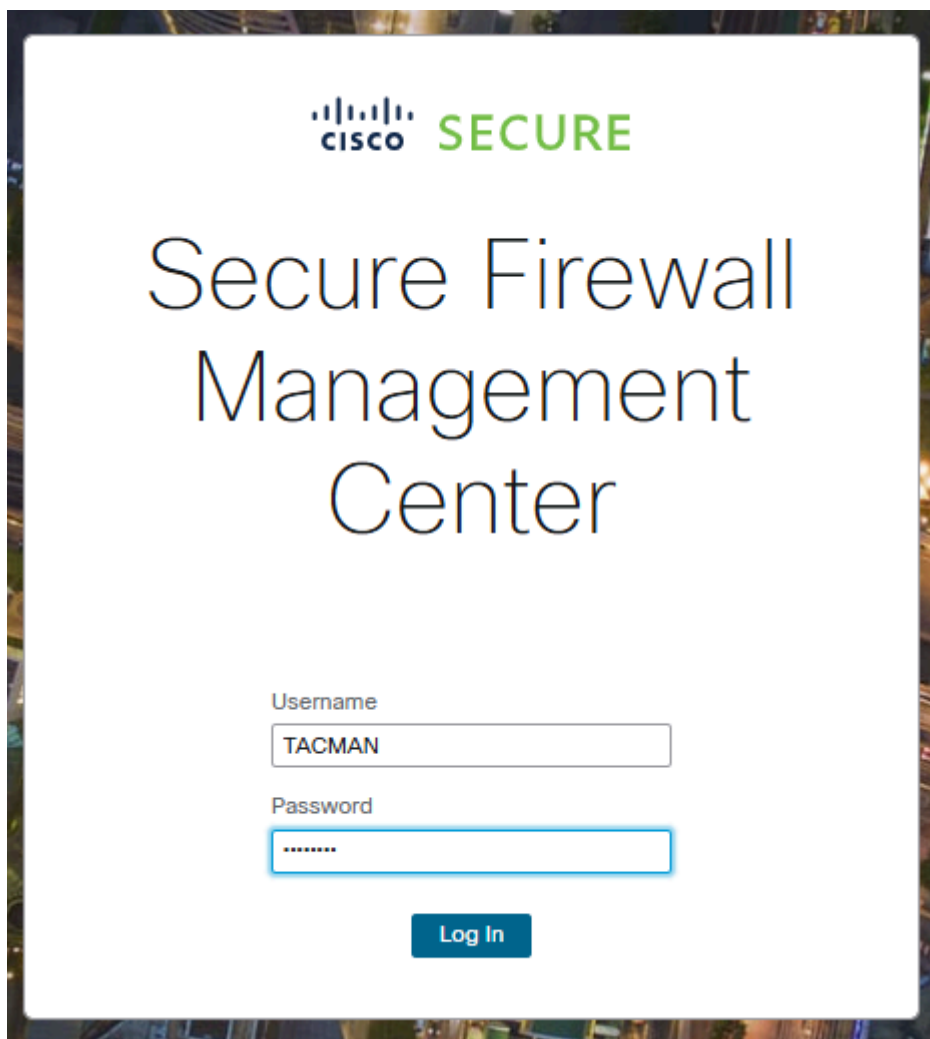 CISCO SECURE
Secure Firewall
Management
Center
Username
TACMAN
Password
••••••••
Log In